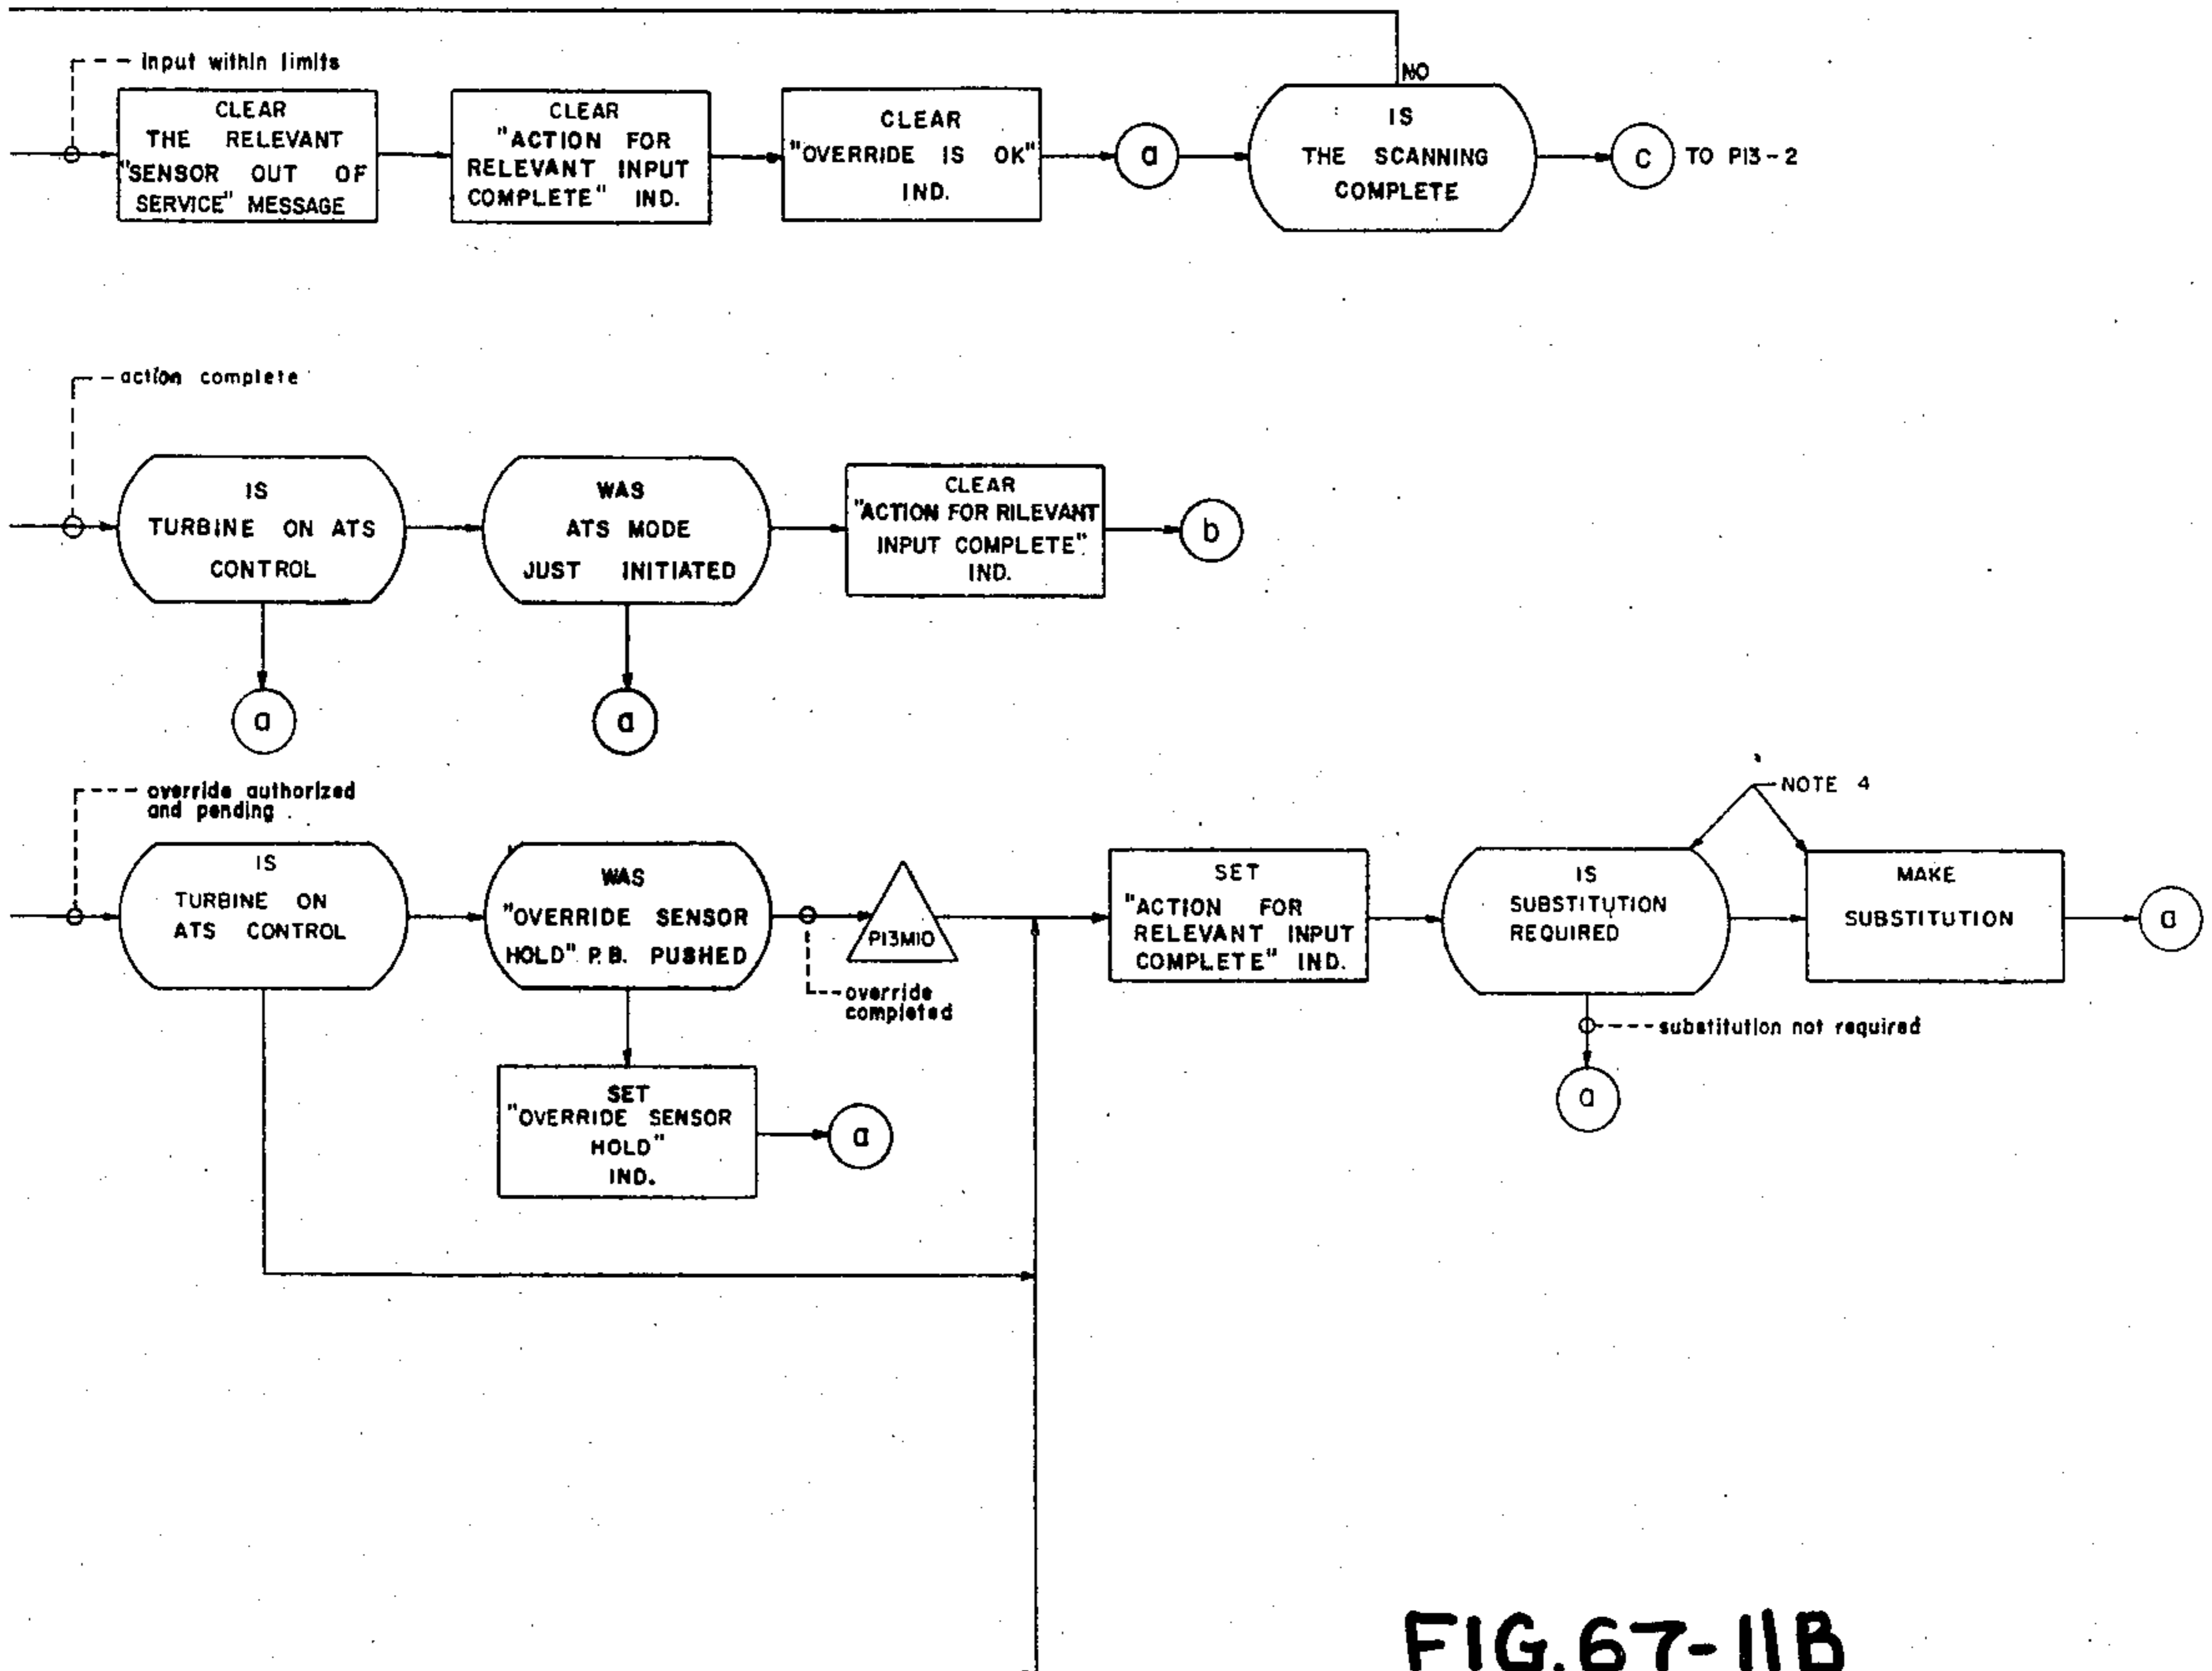 input within limits
NO
CLEAR
THE RELEVANT
"SENSOR OUT OF
SERVICE" MESSAGE
CLEAR
"ACTION FOR
RELEVANT INPUT
COMPLETE" IND.
CLEAR
"OVERRIDE IS OK"
IND.
a
IS
THE SCANNING
COMPLETE
c
TO P13-2
action complete
IS
TURBINE ON ATS
CONTROL
WAS
ATS MODE
JUST INITIATED
CLEAR
"ACTION FOR RILEVANT
INPUT COMPLETE"
IND.
b
a
a
override authorized
and pending
NOTE 4
IS
TURBINE ON
ATS CONTROL
WAS
"OVERRIDE SENSOR
HOLD" P.B. PUSHED
P13M10
override
completed
SET
"ACTION FOR
RELEVANT INPUT
COMPLETE" IND.
IS
SUBSTITUTION
REQUIRED
MAKE
SUBSTITUTION
a
substitution not required
a
SET
"OVERRIDE SENSOR
HOLD"
IND.
a
FIG.67-11B